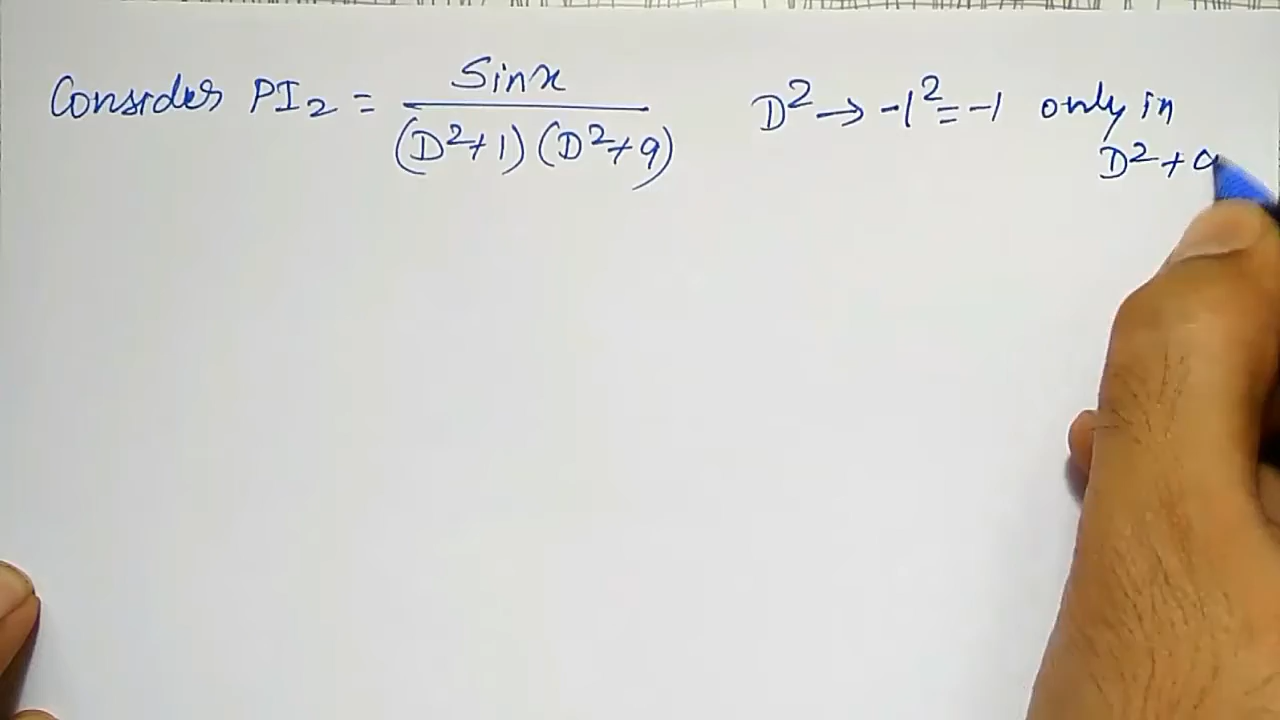 Consider PI₂ = Sinx / (D²+1)(D²+9)
D² → -1² = -1 only in
D² +